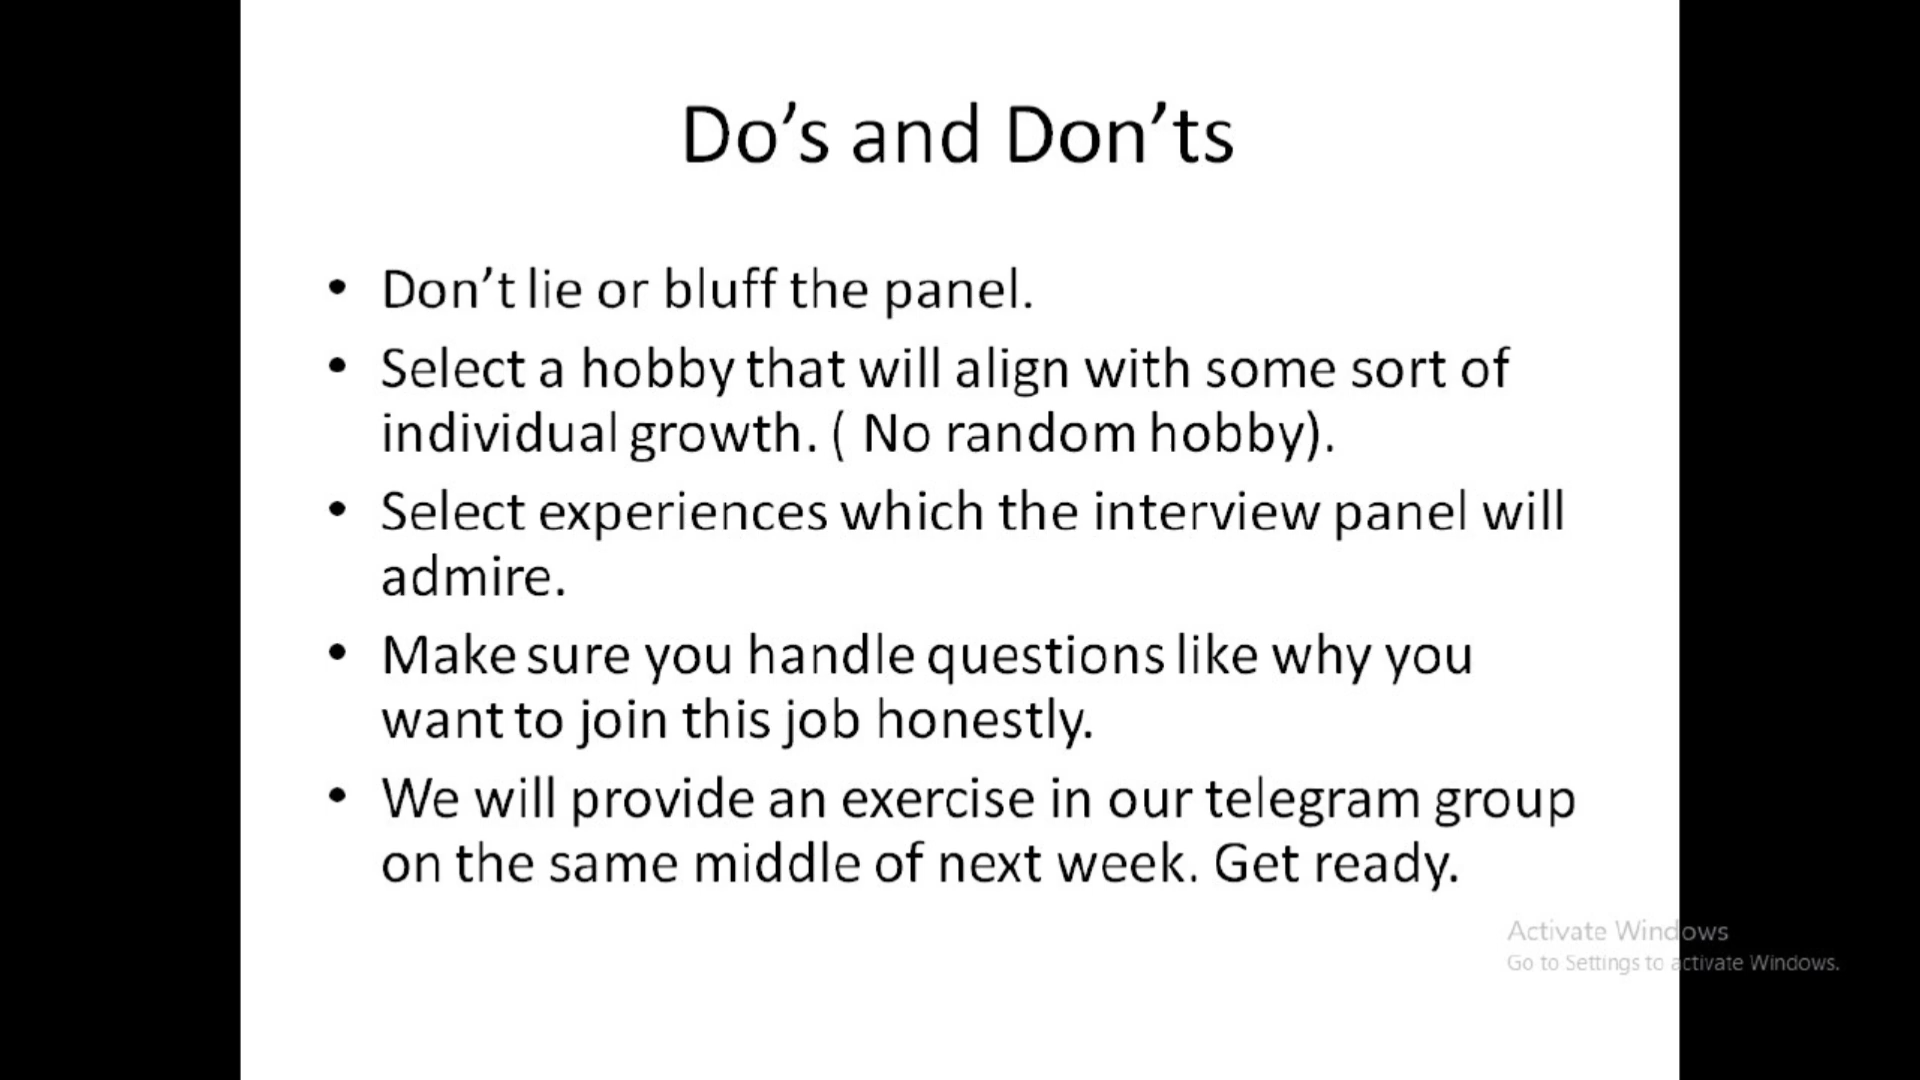 Do’s and Don’ts
• Don’t lie or bluff the panel.
• Select a hobby that will align with some sort of
individual growth. ( No random hobby).
• Select experiences which the interview panel will
admire.
• Make sure you handle questions like why you
want to join this job honestly.
• We will provide an exercise in our telegram group
on the same middle of next week. Get ready.
Activate Windows
Go to Settings to activate Windows.